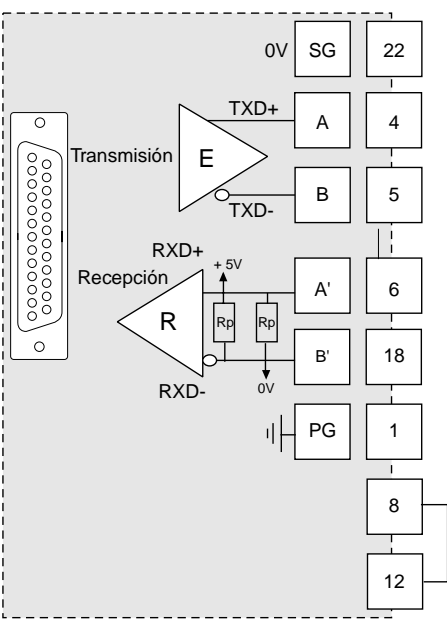 0V SG 22
TXD+ A 4
Transmisión E
B 5
TXD-
RXD+
+ 5V
Recepción A' 6
R Rp Rp
B' 18
RXD- 0V
PG 1
8
12